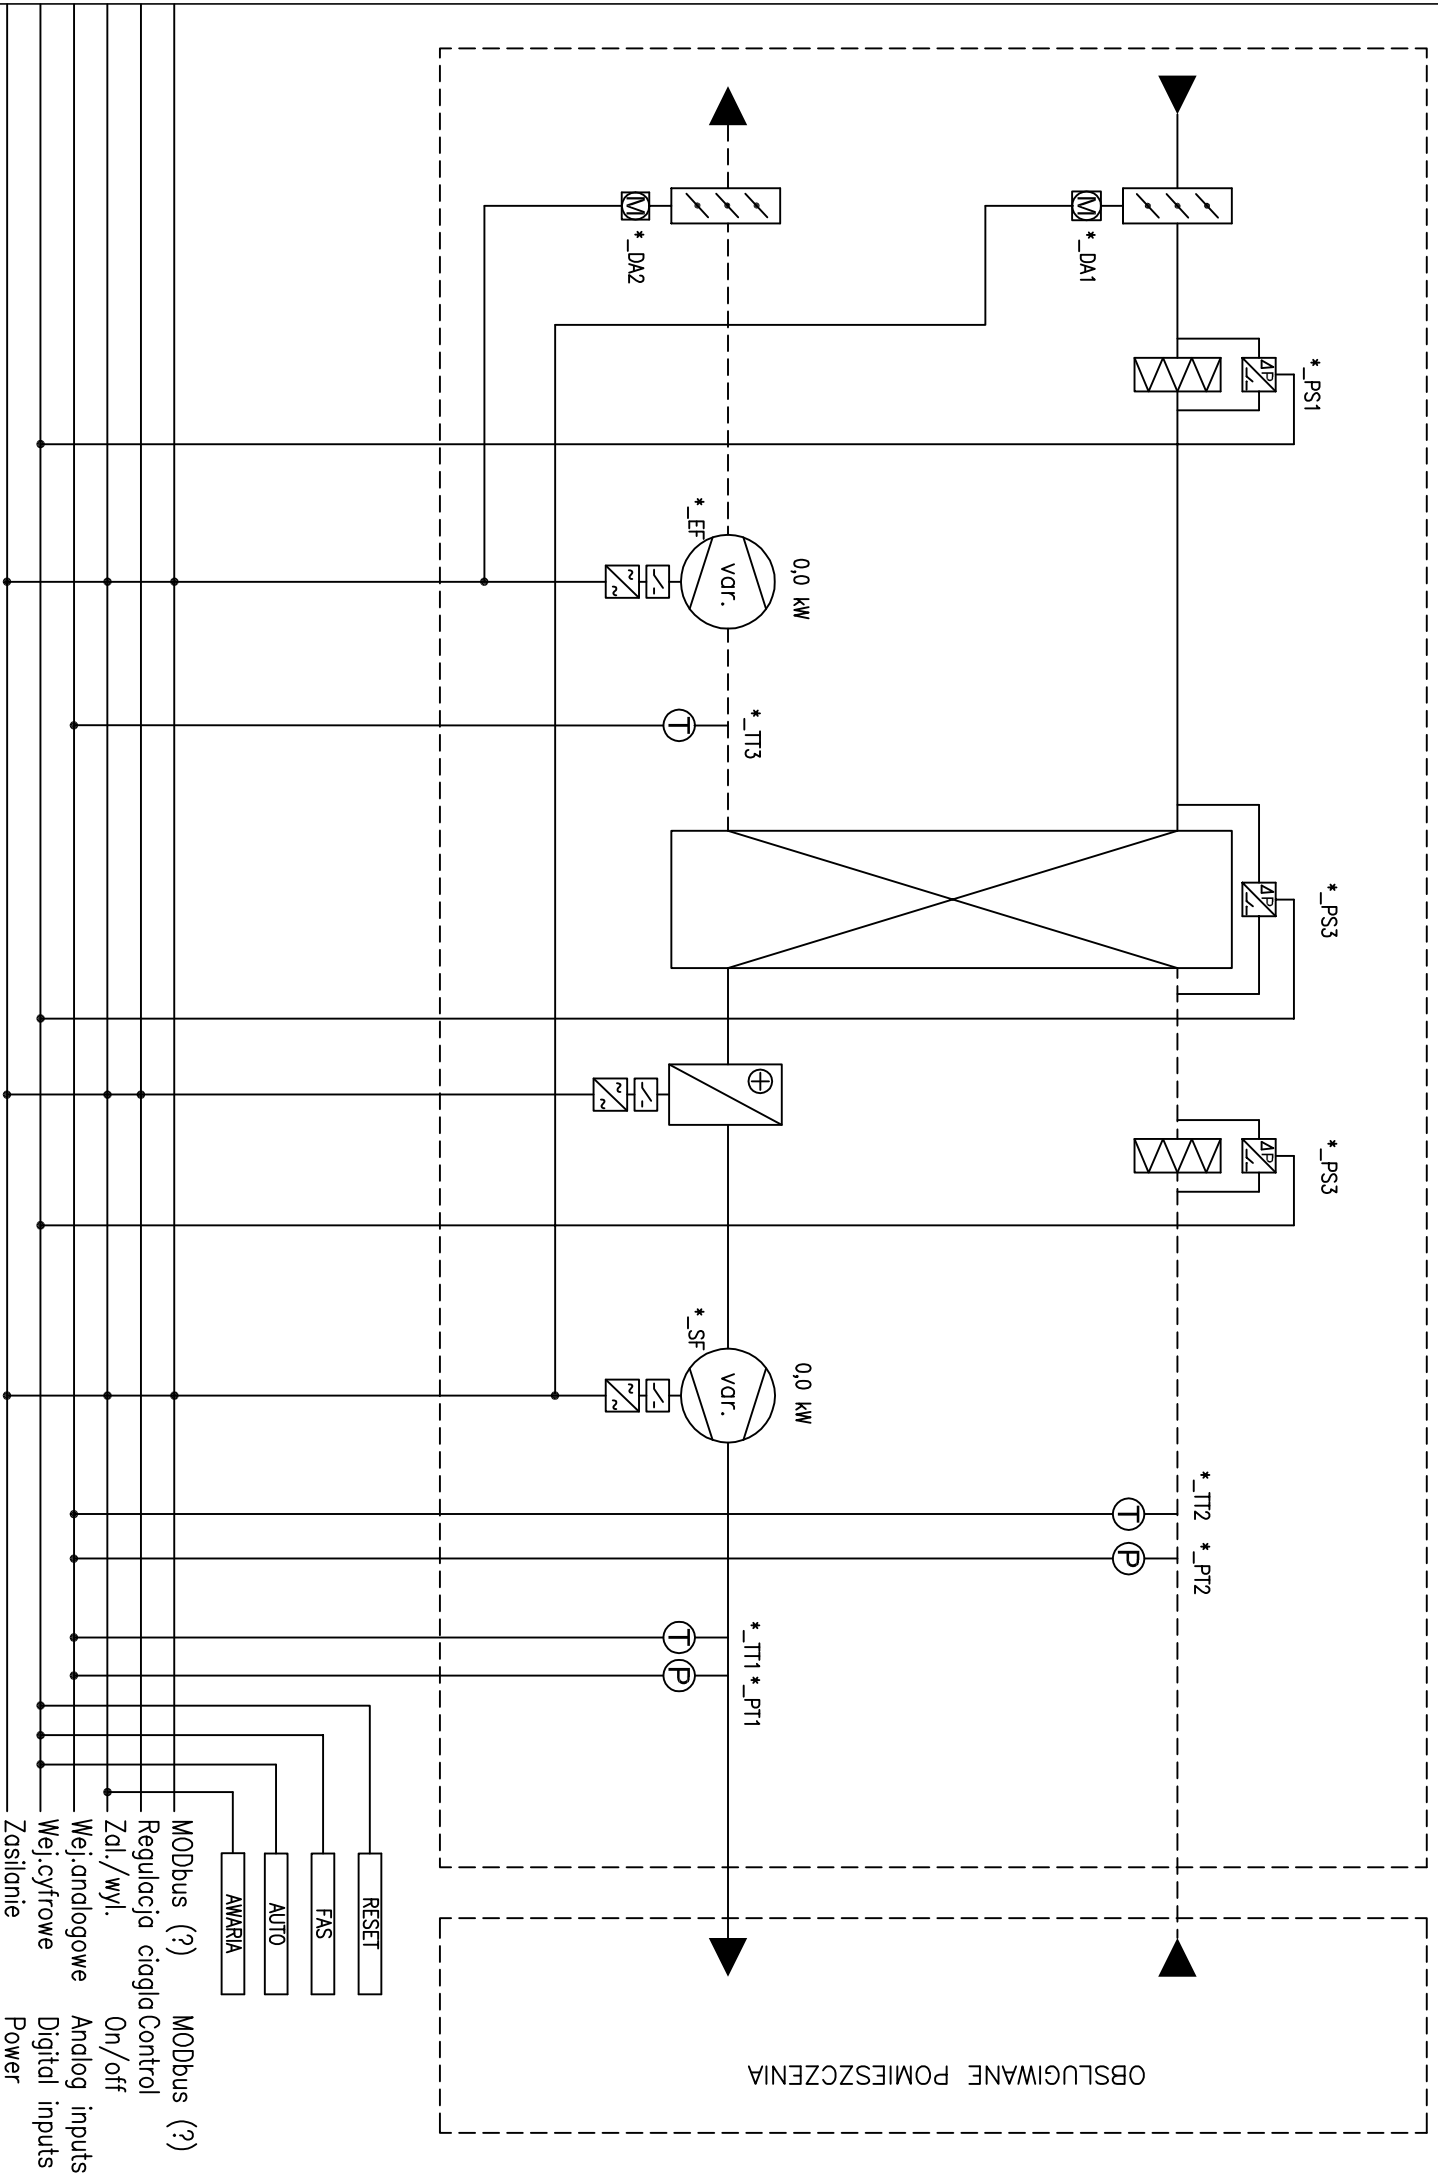 *_PS3
*_PS3
*_PS1
ΔP
ΔP
ΔP
*_TT2 *_PT2
T P
*_DA1
M
OBSLUGIWANE POMIESZCZENIA
0,0 kW
0,0 kW
*_TT3
*_TT1 *_PT1
var.
var.
*_EF
*_SF
T
T P
*_DA2
M
RESET
FAS
AUTO
AWARIA
MODbus (?) MODbus (?)
Regulacja ciagla Control
Zal./wyl. On/off
Wej.analogowe Analog inputs
Wej.cyfrowe Digital inputs
Zasilanie Power